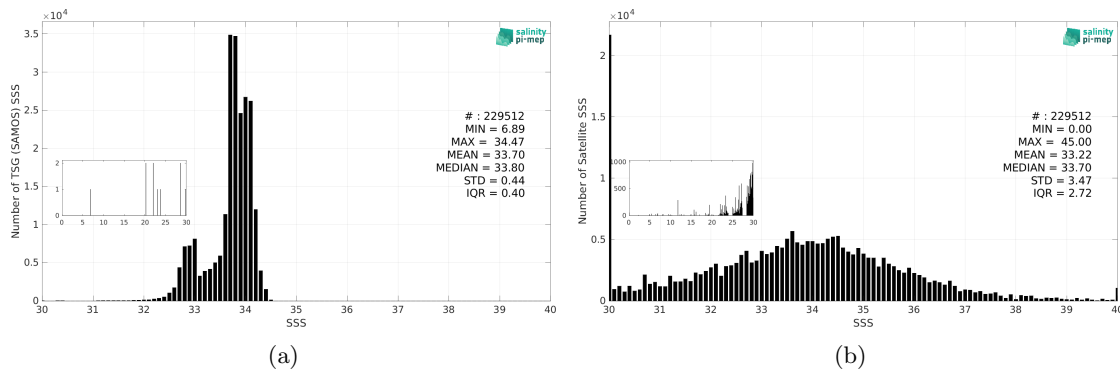 ×10⁴
3.5
3
2.5
2
1.5
1
0.5
0
30 31 32 33 34 35 36 37 38 39 40
SSS
Number of TSG (SAMOS) SSS
salinity
pi-mep
# : 229512
MIN = 6.89
MAX = 34.47
MEAN = 33.70
MEDIAN = 33.80
STD = 0.44
IQR = 0.40
2
1
0
0 5 10 15 20 25 30
(a)
×10⁴
2
1.5
1
0.5
0
30 31 32 33 34 35 36 37 38 39 40
SSS
Number of Satellite SSS
salinity
pi-mep
# : 229512
MIN = 0.00
MAX = 45.00
MEAN = 33.22
MEDIAN = 33.70
STD = 3.47
IQR = 2.72
1000
500
0
0 5 10 15 20 25 30
(b)